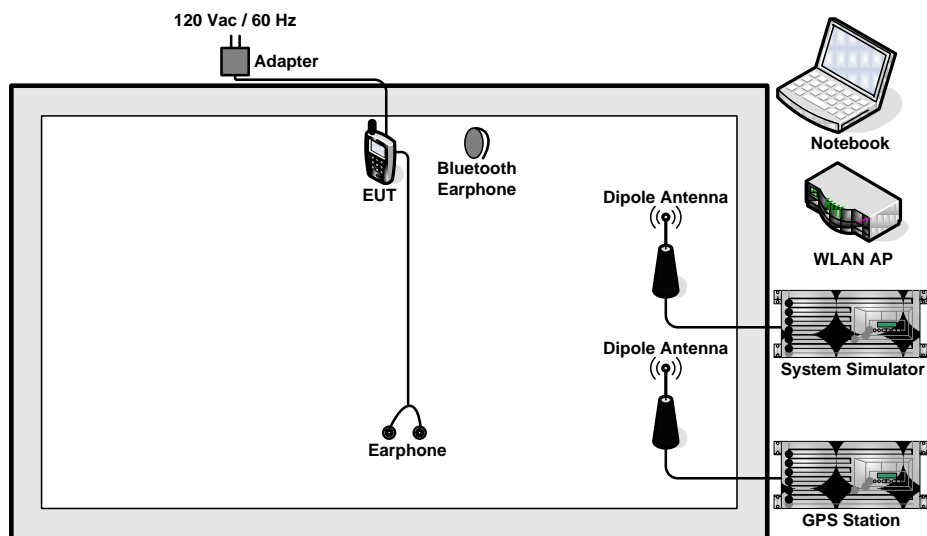 120 Vac / 60 Hz
Adapter
Notebook
EUT
Bluetooth
Earphone
Dipole Antenna
WLAN AP
System Simulator
Dipole Antenna
Earphone
GPS Station